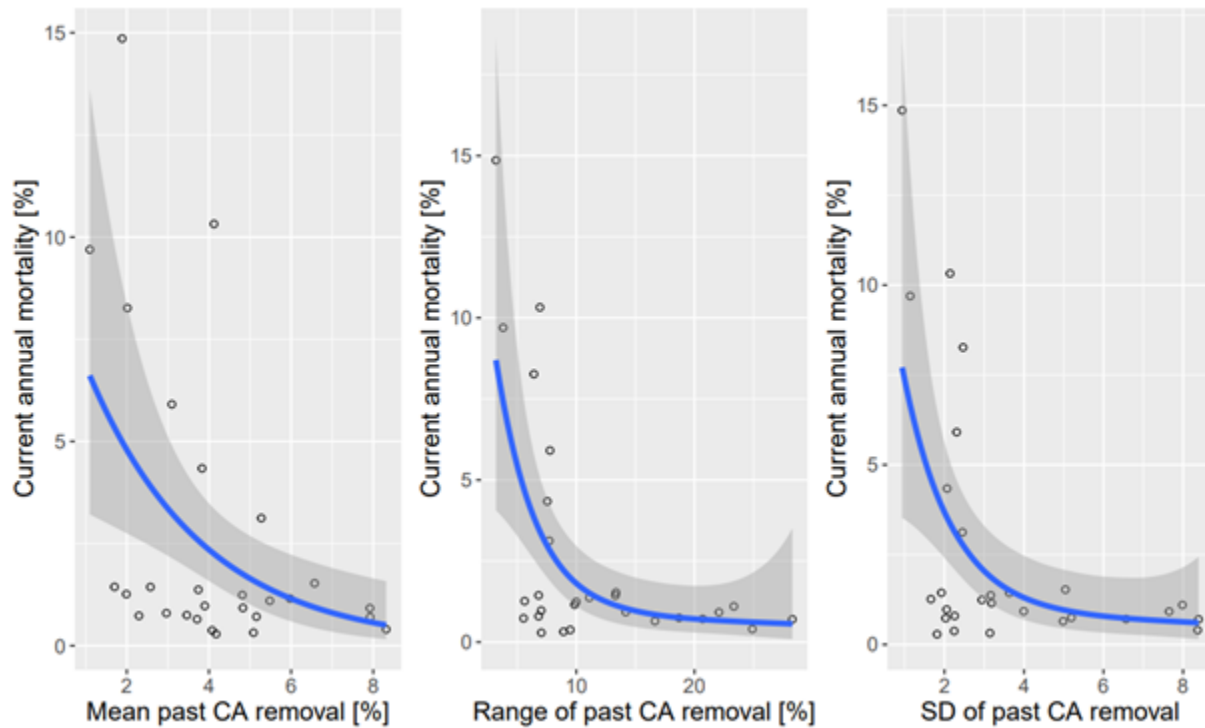 Current annual mortality [%]
15
10
5
0
2 4 6 8
Mean past CA removal [%]
Current annual mortality [%]
15
10
5
0
10 20
Range of past CA removal [%]
Current annual mortality [%]
15
10
5
0
2 4 6 8
SD of past CA removal